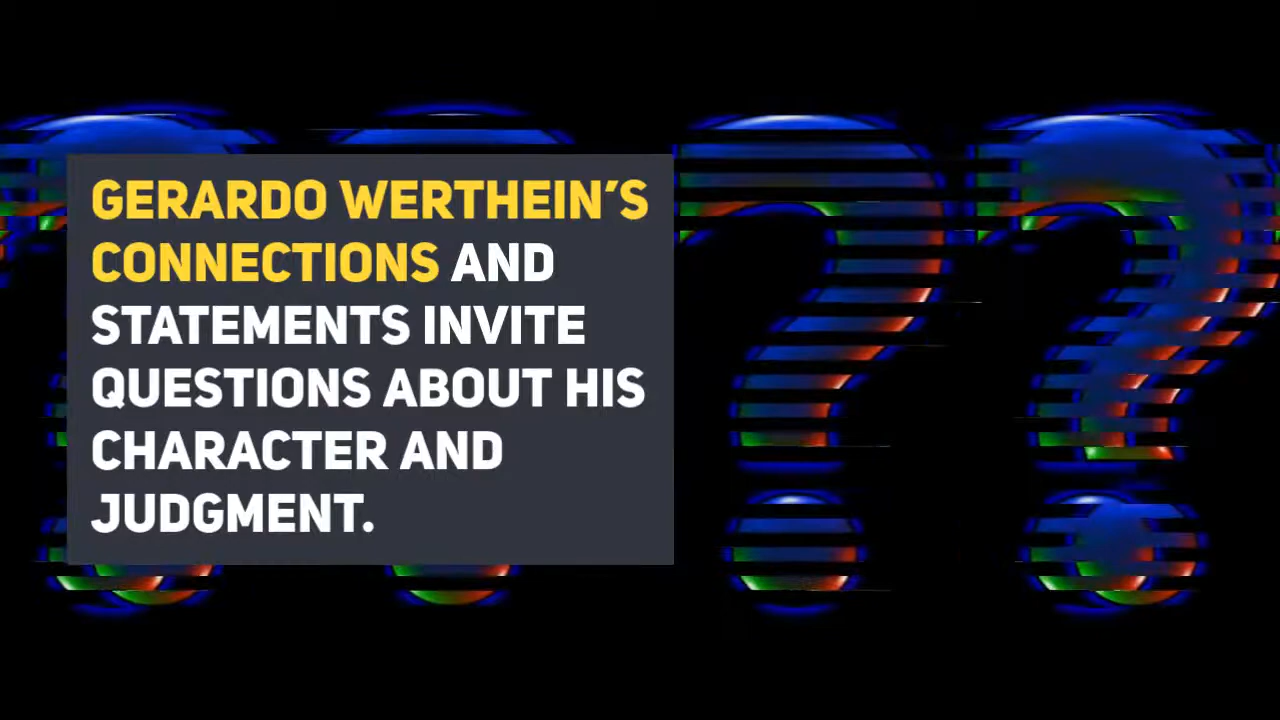 GERARDO WERTHEIN’S
CONNECTIONS AND
STATEMENTS INVITE
QUESTIONS ABOUT HIS
CHARACTER AND
JUDGMENT.